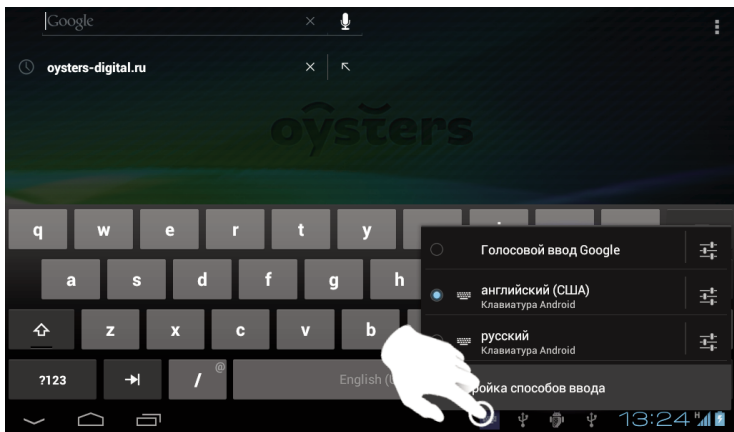 Google
oysters-digital.ru
oysters
q w e r t y
Голосовой ввод Google
a s d f g h
английский (США)
Клавиатура Android
z x c v b
русский
Клавиатура Android
?123 / @ English
ройка способов ввода
13:24 H